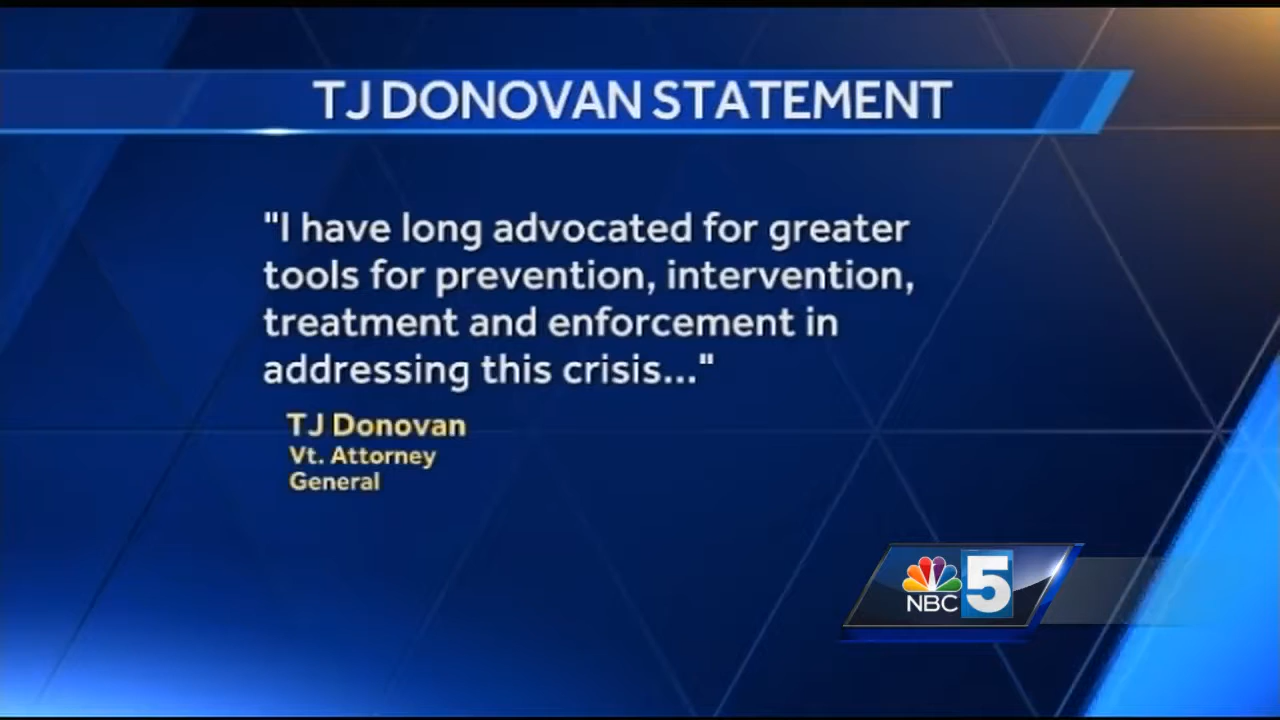 TJ DONOVAN STATEMENT
"I have long advocated for greater
tools for prevention, intervention,
treatment and enforcement in
addressing this crisis..."
TJ Donovan
Vt. Attorney
General
NBC 5